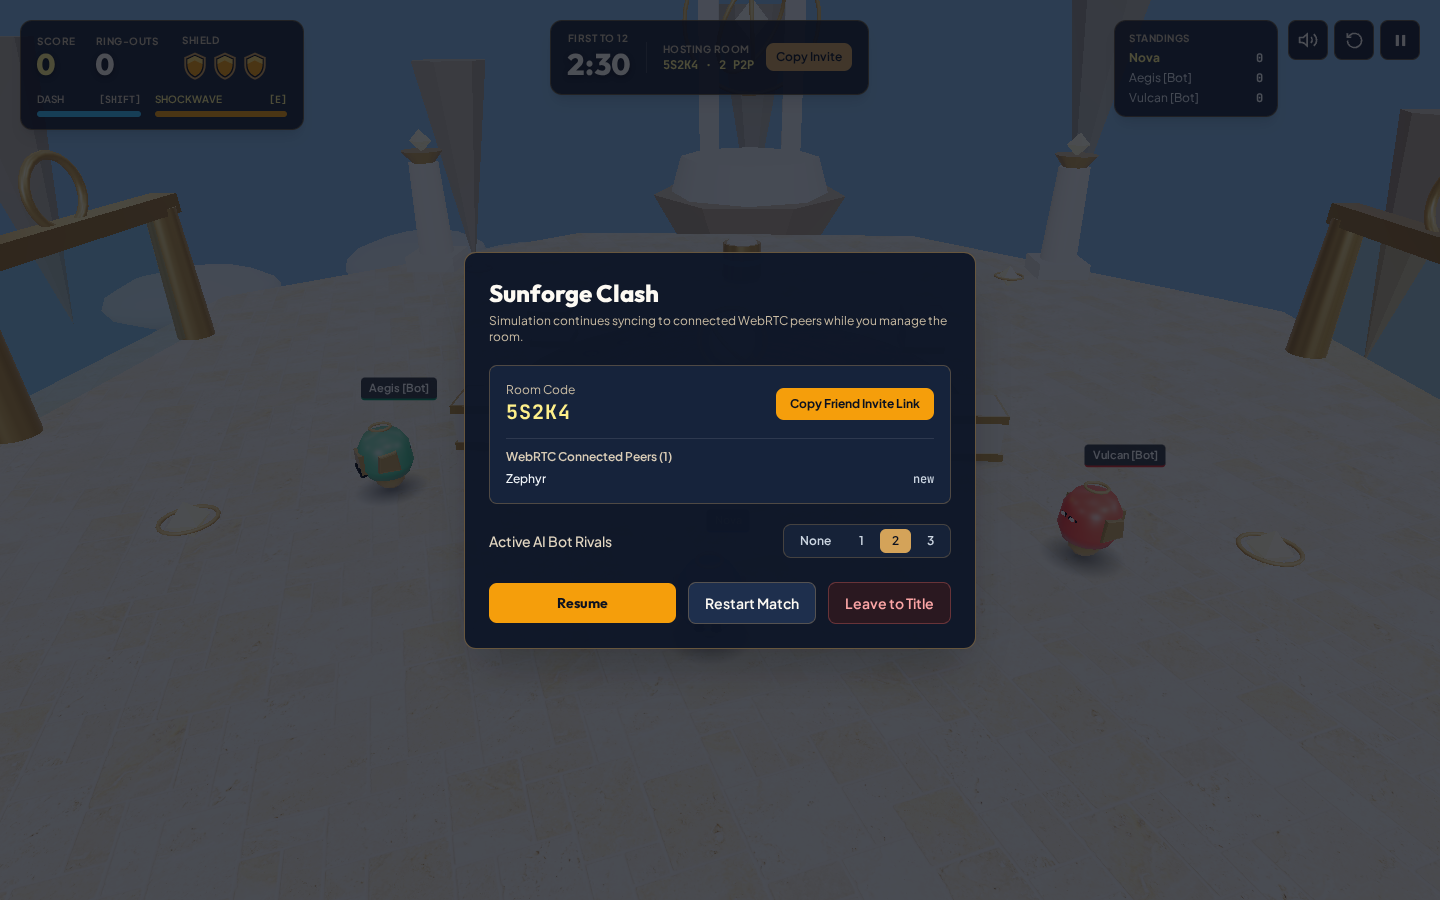 SCORE
0
RING-OUTS
0
SHIELD
DASH [SHIFT]
SHOCKWAVE [E]
FIRST TO 12
2:30
HOSTING ROOM
5S2K4 · 2 P2P
Copy Invite
STANDINGS
Nova 0
Aegis [Bot] 0
Vulcan [Bot] 0
Sunforge Clash
Simulation continues syncing to connected WebRTC peers while you manage the
room.
Room Code
5S2K4
Copy Friend Invite Link
WebRTC Connected Peers (1)
Zephyr new
Active AI Bot Rivals
None 1 2 3
Resume
Restart Match
Leave to Title
Aegis [Bot]
Vulcan [Bot]